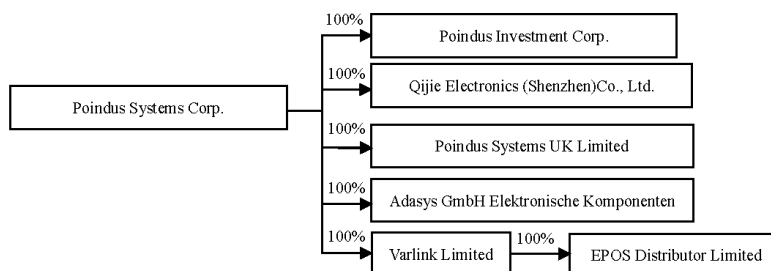 100%
Poindus Investment Corp.
100%
Qijie Electronics (Shenzhen)Co., Ltd.
Poindus Systems Corp.
100%
Poindus Systems UK Limited
100%
Adasys GmbH Elektronische Komponenten
100%
Varlink Limited
100%
EPOS Distributor Limited